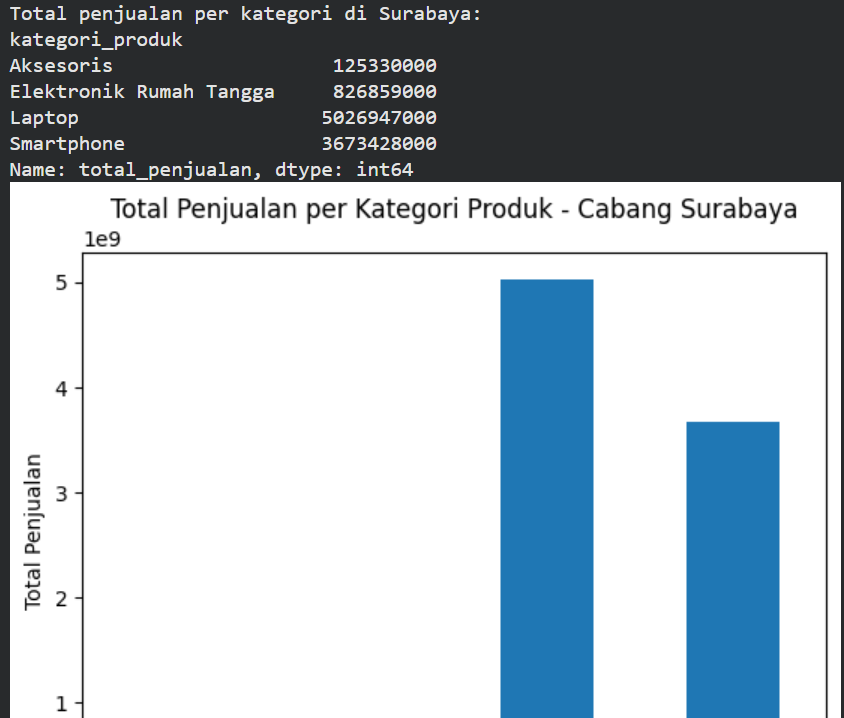 Total penjualan per kategori di Surabaya:
kategori_produk
Aksesoris 125330000
Elektronik Rumah Tangga 826859000
Laptop 5026947000
Smartphone 3673428000
Name: total_penjualan, dtype: int64
Total Penjualan per Kategori Produk - Cabang Surabaya
1e9
5
4
3
Total Penjualan
2
1